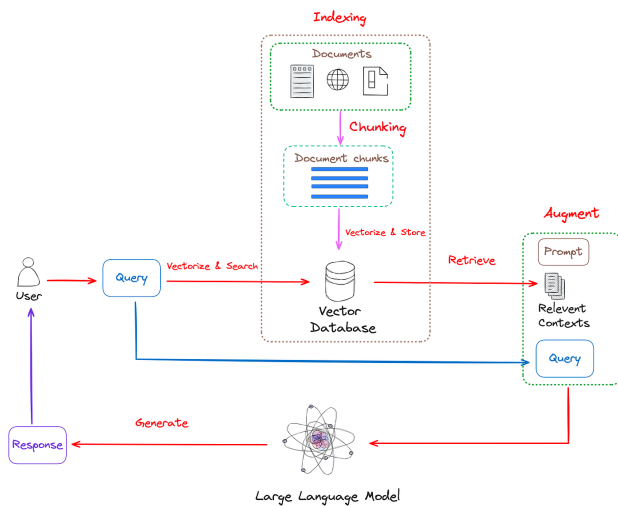 Indexing
Documents
Chunking
Document chunks
Vectorize & Store
Augment
Vectorize & Search
Retrieve
Prompt
Query
User
Vector
Database
Relevent
Contexts
Query
Generate
Response
Large Language Model